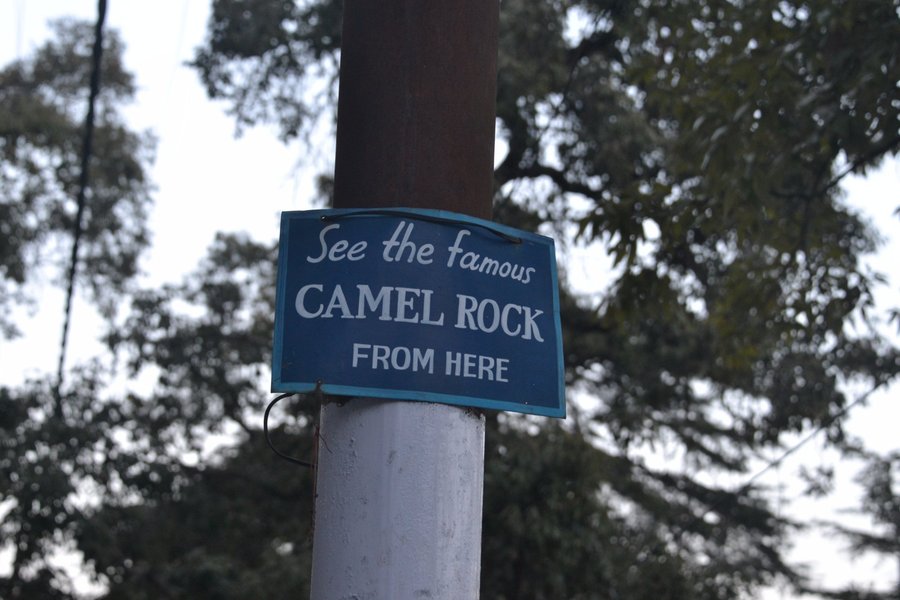 See the famous
CAMEL ROCK
FROM HERE